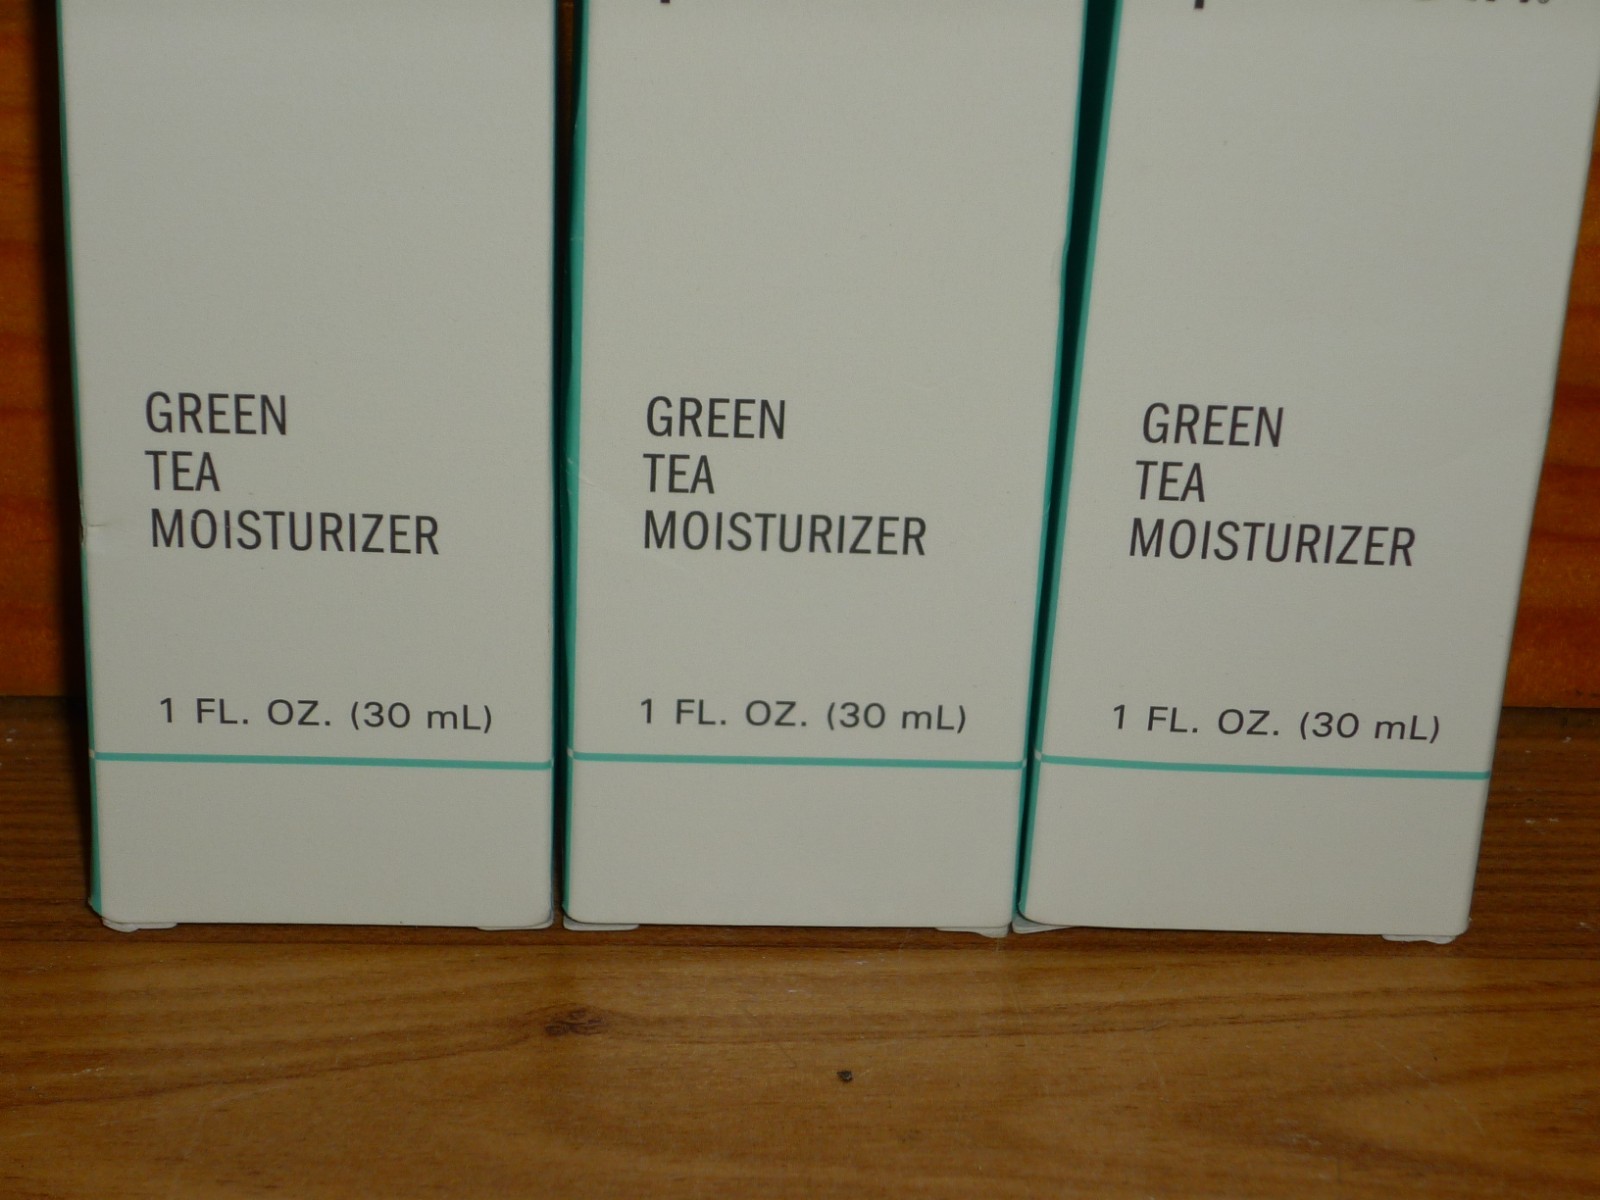 GREEN
TEA
MOISTURIZER
1 FL. OZ. (30 mL)
GREEN
TEA
MOISTURIZER
1 FL. OZ. (30 mL)
GREEN
TEA
MOISTURIZER
1 FL. OZ. (30 mL)